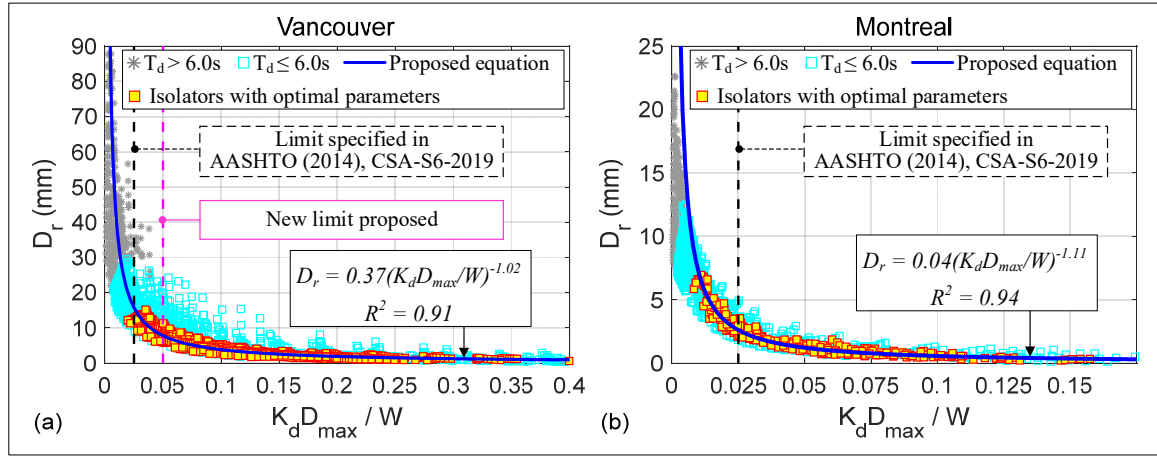 Vancouver
90
80
70
60
50
40
30
20
10
0
D_r (mm)
T_d > 6.0s
T_d ≤ 6.0s
Proposed equation
Isolators with optimal parameters
Limit specified in
AASHTO (2014), CSA-S6-2019
New limit proposed
D_r = 0.37(K_dD_max/W)^-1.02
R^2 = 0.91
0 0.05 0.1 0.15 0.2 0.25 0.3 0.35 0.4
(a)
K_dD_max / W
Montreal
25
20
15
10
5
0
D_r (mm)
T_d > 6.0s
T_d ≤ 6.0s
Proposed equation
Isolators with optimal parameters
Limit specified in
AASHTO (2014), CSA-S6-2019
D_r = 0.04(K_dD_max/W)^-1.11
R^2 = 0.94
0 0.025 0.05 0.075 0.1 0.125 0.15
(b)
K_dD_max / W